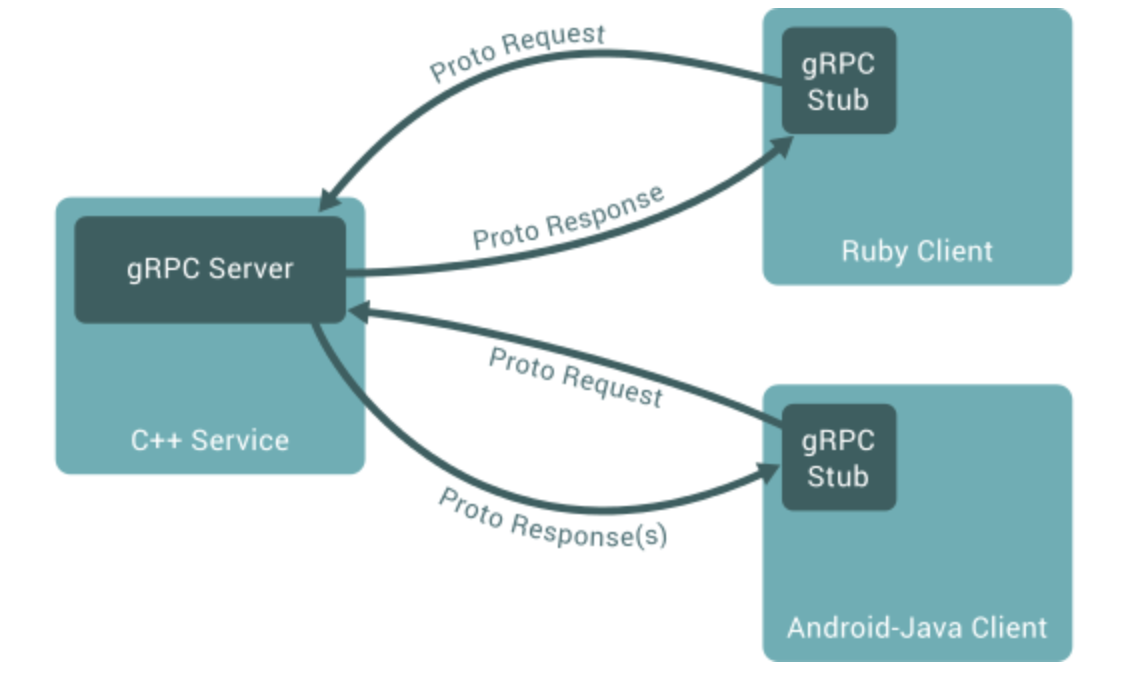 Proto Request
gRPC
Stub
Proto Response
Ruby Client
gRPC Server
C++ Service
Proto Request
gRPC
Stub
Proto Response(s)
Android-Java Client